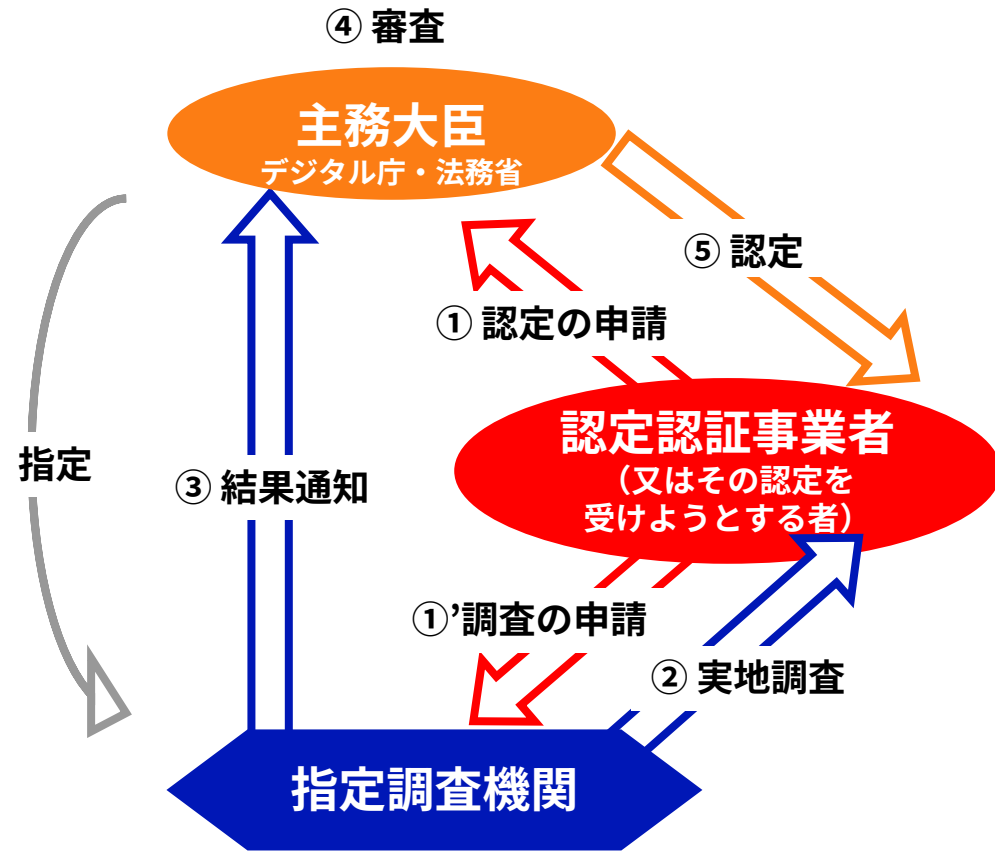 ④ 審査
主務大臣
デジタル庁・法務省
⑤ 認定
① 認定の申請
認定認証事業者
（又はその認定を
受けようとする者）
指定
③ 結果通知
①’調査の申請
② 実地調査
指定調査機関